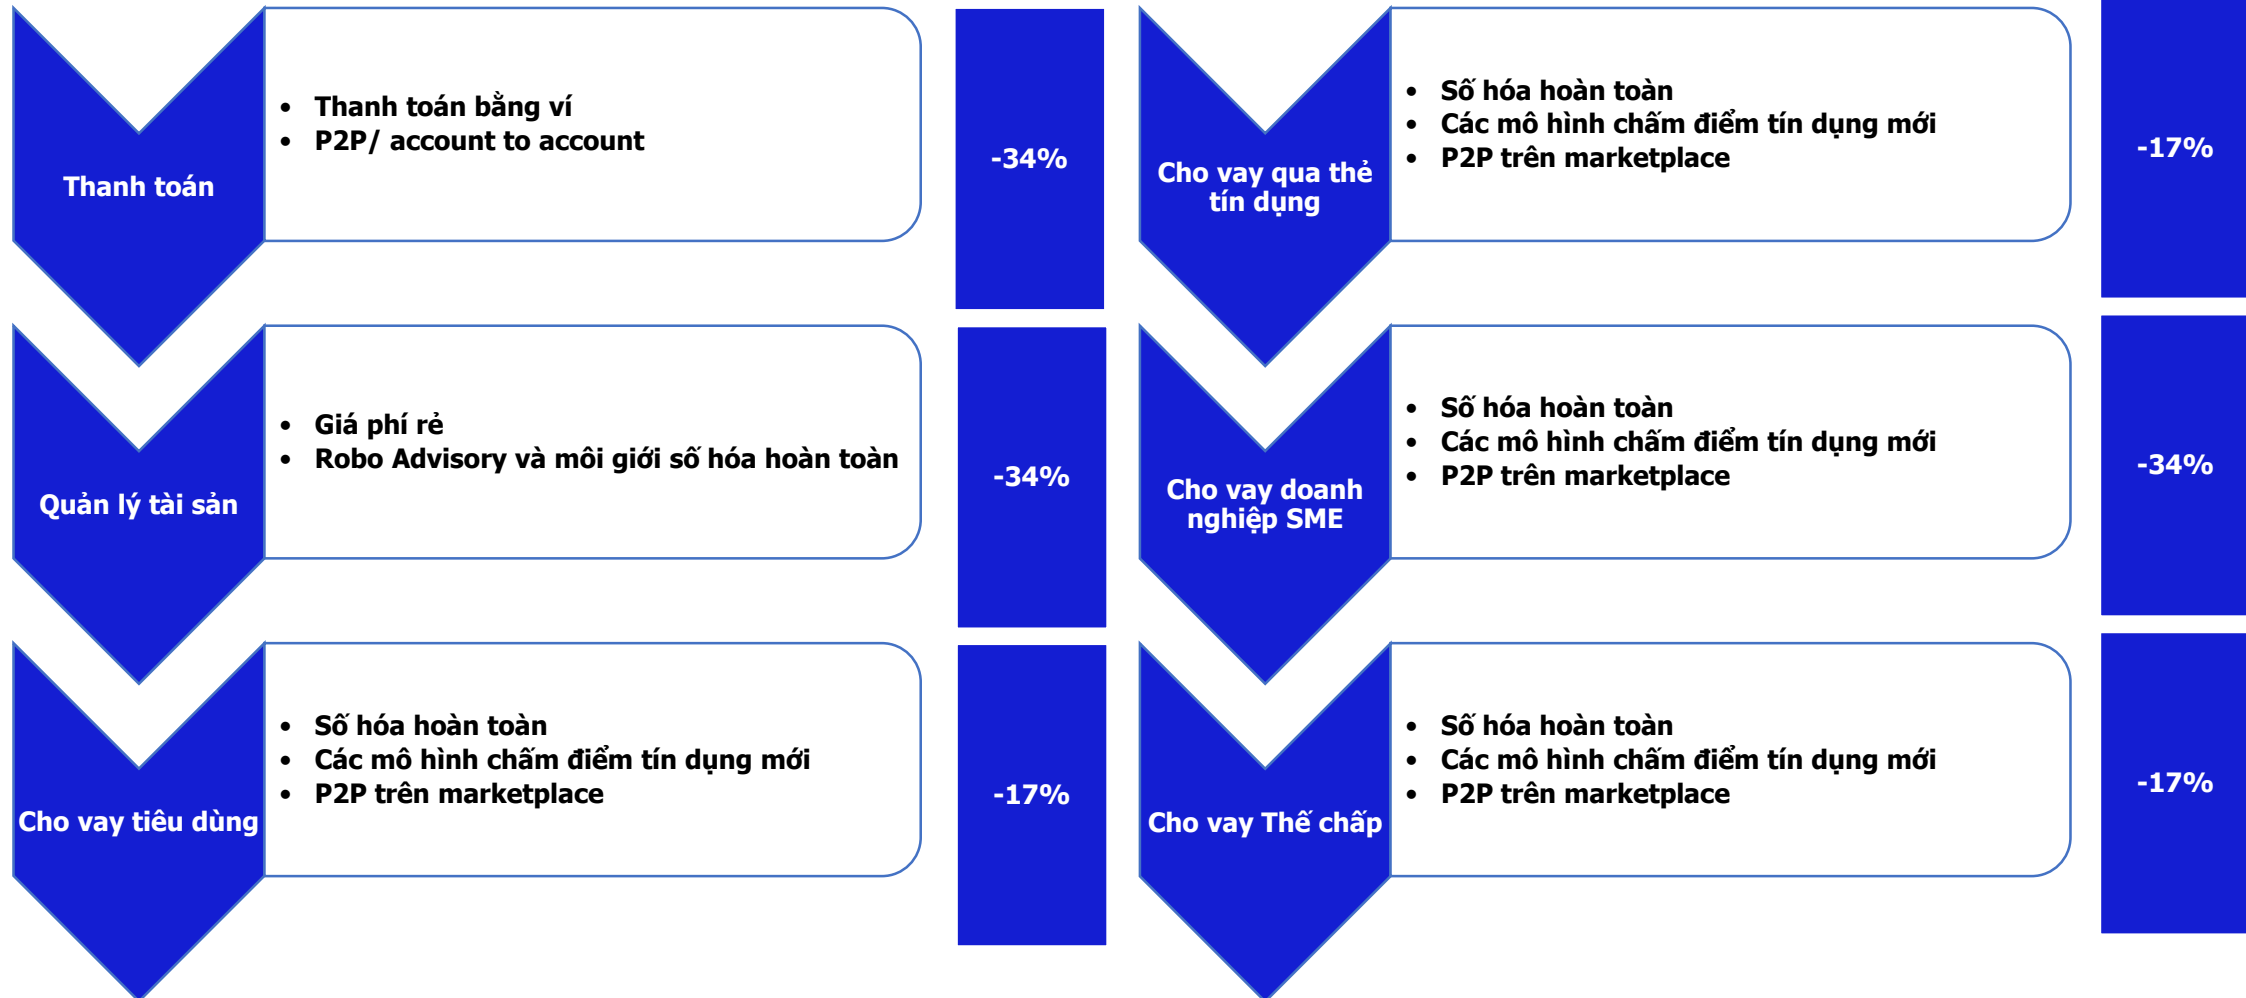 Thanh toán
• Thanh toán bằng ví
• P2P/ account to account
-34%
Quản lý tài sản
• Giá phí rẻ
• Robo Advisory và môi giới số hóa hoàn toàn
-34%
Cho vay tiêu dùng
• Số hóa hoàn toàn
• Các mô hình chấm điểm tín dụng mới
• P2P trên marketplace
-17%
Cho vay qua thẻ
tín dụng
• Số hóa hoàn toàn
• Các mô hình chấm điểm tín dụng mới
• P2P trên marketplace
-17%
Cho vay doanh
nghiệp SME
• Số hóa hoàn toàn
• Các mô hình chấm điểm tín dụng mới
• P2P trên marketplace
-34%
Cho vay Thế chấp
• Số hóa hoàn toàn
• Các mô hình chấm điểm tín dụng mới
• P2P trên marketplace
-17%